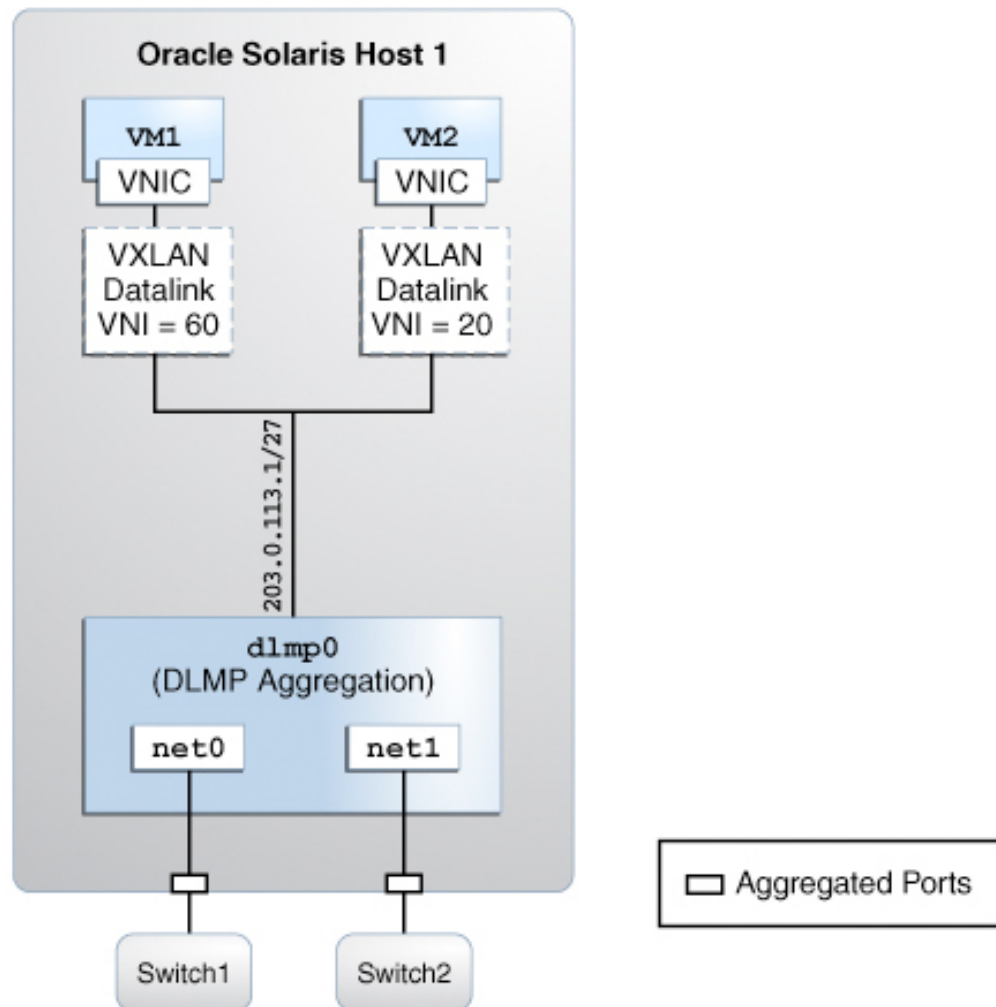 Oracle Solaris Host 1
VM1
VNIC
VXLAN
Datalink
VNI = 60
VM2
VNIC
VXLAN
Datalink
VNI = 20
203.0.113.1/27
dlmp0
(DLMP Aggregation)
net0
net1
Aggregated Ports
Switch1
Switch2